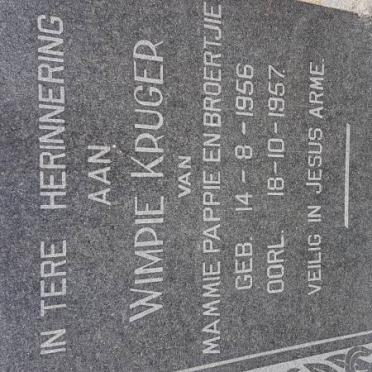 IN TERE HERINNERING
AAN
WIMPIE KRUGER
VAN
MAMMIE PAPPIE EN BROERTJIE
GEB. 14 - 8 - 1956
OORL. 18 - 10 - 1957.
VEILIG IN JESUS ARME.